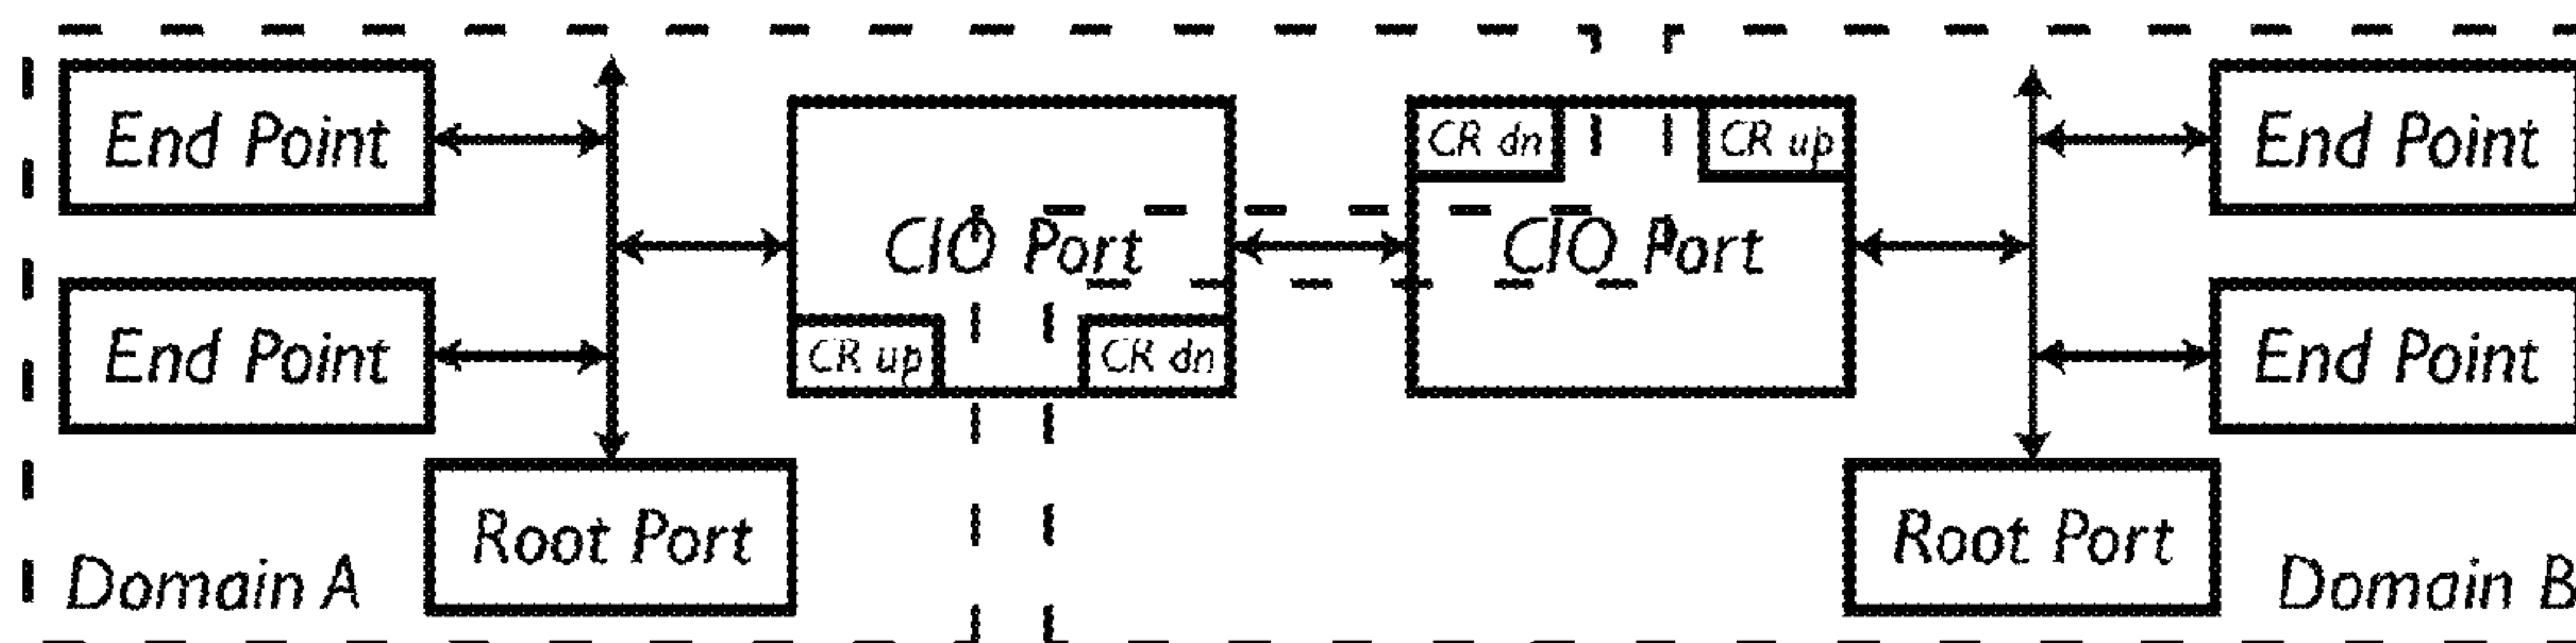 End Point
CR dn
CR up
End Point
CIO Port
CIO Port
End Point
CR up
CR dn
End Point
Root Port
Root Port
Domain A
Domain B